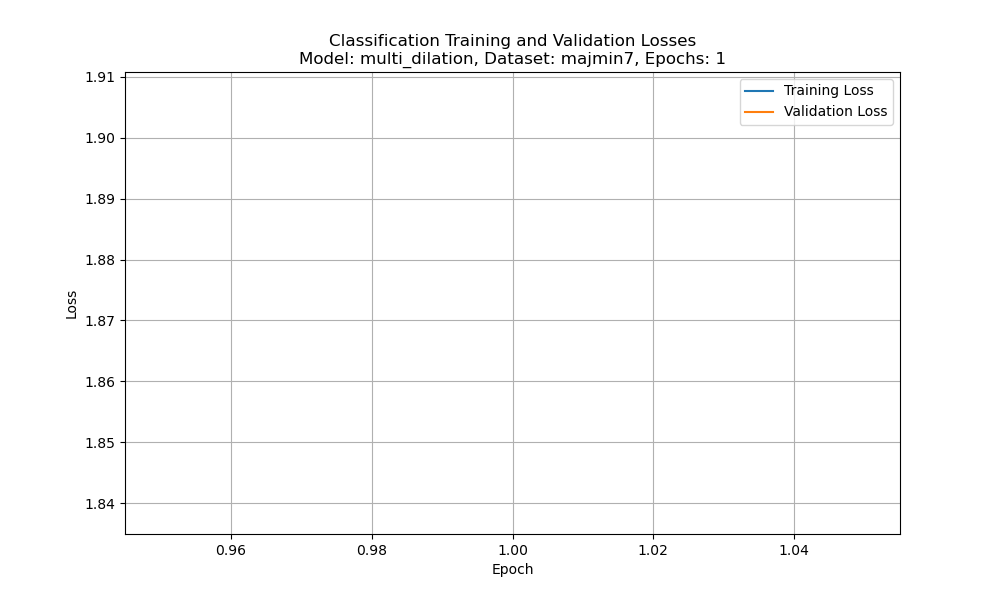 Classification Training and Validation Losses
Model: multi_dilation, Dataset: majmin7, Epochs: 1
Training Loss
Validation Loss
1.91
1.90
1.89
1.88
1.87
1.86
1.85
1.84
Loss
0.96 0.98 1.00 1.02 1.04
Epoch